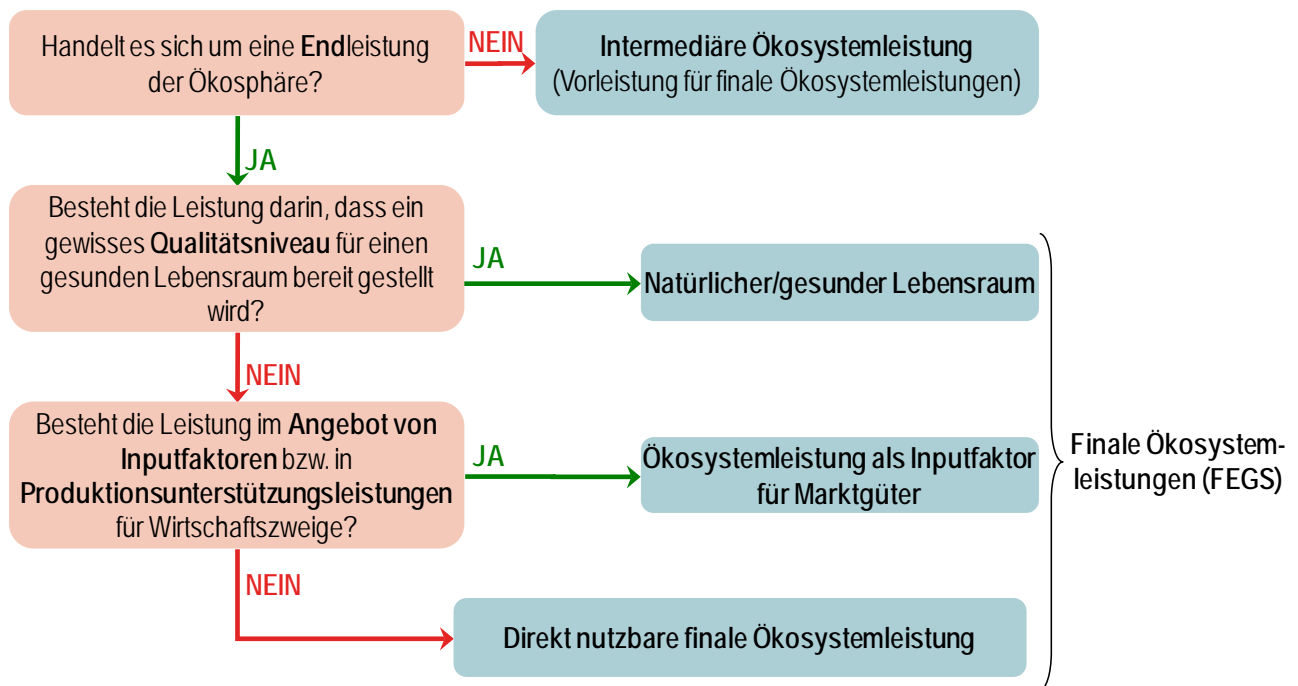 Handelt es sich um eine Endleistung
der Ökosphäre?
NEIN
Intermediäre Ökosystemleistung
(Vorleistung für finale Ökosystemleistungen)
JA
Besteht die Leistung darin, dass ein
gewisses Qualitätsniveau für einen
gesunden Lebensraum bereit gestellt
wird?
JA
Natürlicher/gesunder Lebensraum
NEIN
Besteht die Leistung im Angebot von
Inputfaktoren bzw. in
Produktionsunterstützungsleistungen
für Wirtschaftszweige?
JA
Ökosystemleistung als Inputfaktor
für Marktgüter
NEIN
Direkt nutzbare finale Ökosystemleistung
Finale Ökosystem-
leistungen (FEGS)